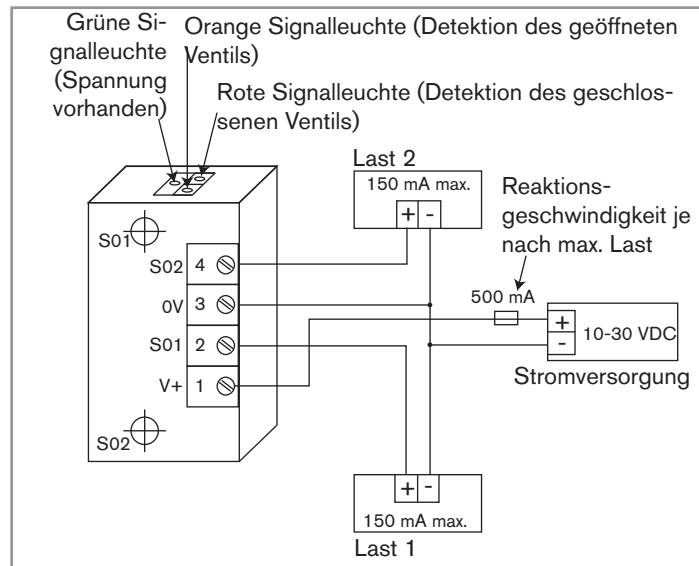 Grüne Si-
gnalleuchte
(Spannung
vorhanden)
Orange Signalleuchte (Detektion des geöffneten
Ventils)
Rote Signalleuchte (Detektion des geschlos-
senen Ventils)
Last 2
150 mA max.
+ -
Reaktions-
geschwindigkeit je
nach max. Last
500 mA
+
-
10-30 VDC
Stromversorgung
S01
S02 4
0V 3
S01 2
V+ 1
S02
+ -
150 mA max.
Last 1